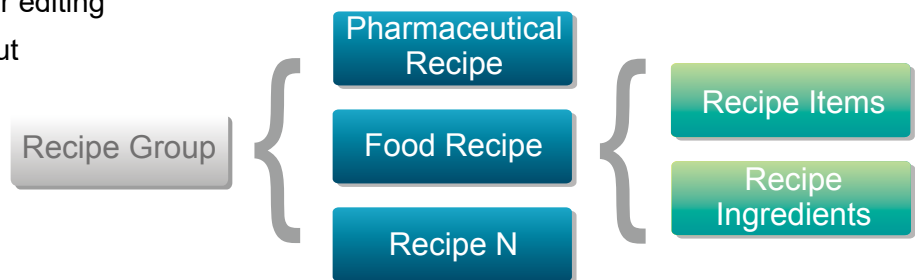 r editing
ut
Recipe Group
Pharmaceutical
Recipe
Food Recipe
Recipe N
Recipe Items
Recipe
Ingredients